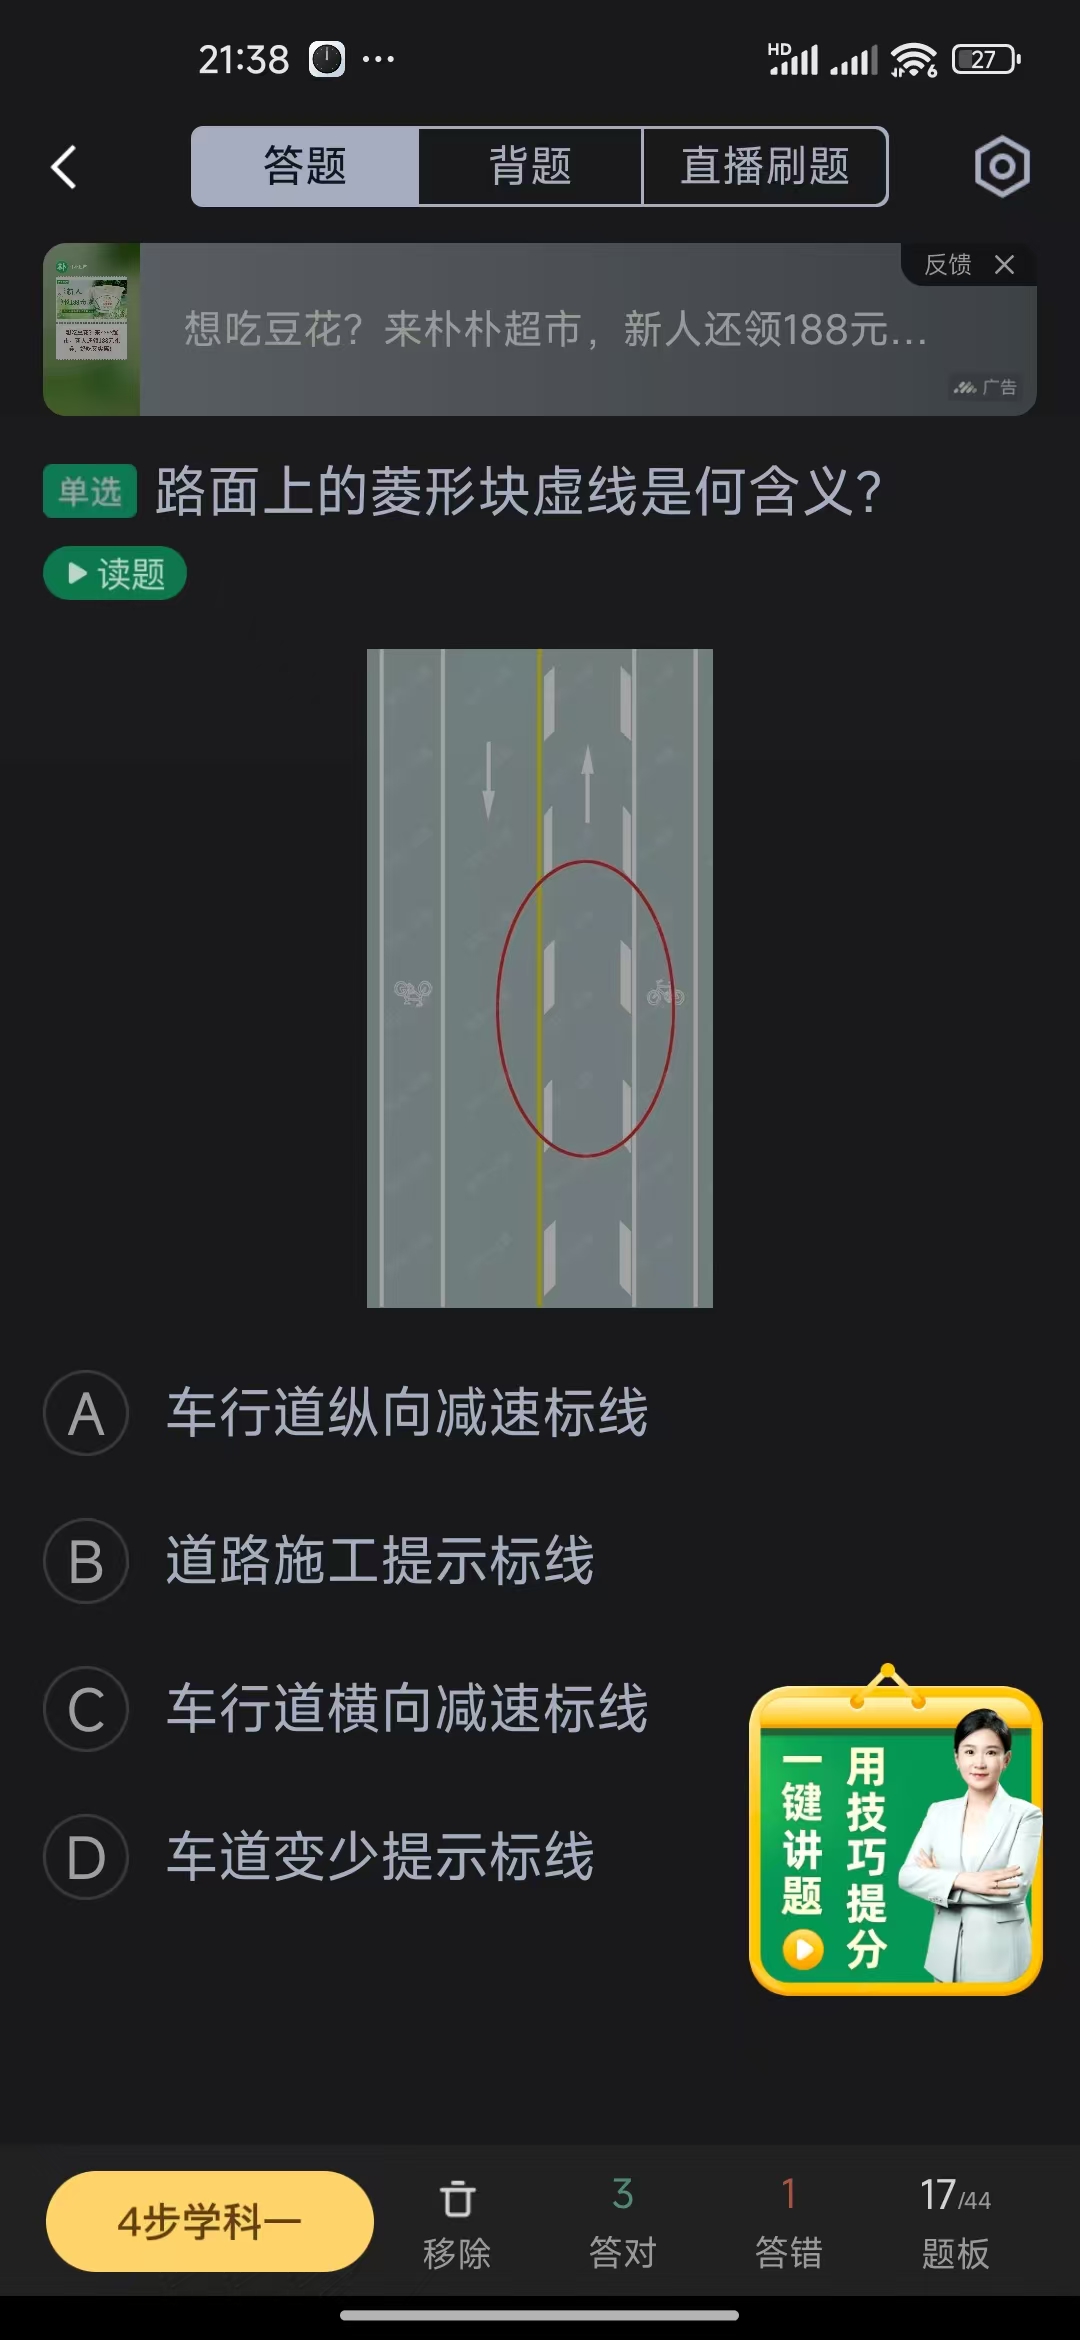 21:38
HD
6
27
答题
背题
直播刷题
反馈
想吃豆花？来朴朴超市，新人还领188元...
广告
单选 路面上的菱形块虚线是何含义？
读题
A 车行道纵向减速标线
B 道路施工提示标线
C 车行道横向减速标线
D 车道变少提示标线
用技巧提分
一键讲题
4步学科一
移除
3
答对
1
答错
17/44
题板